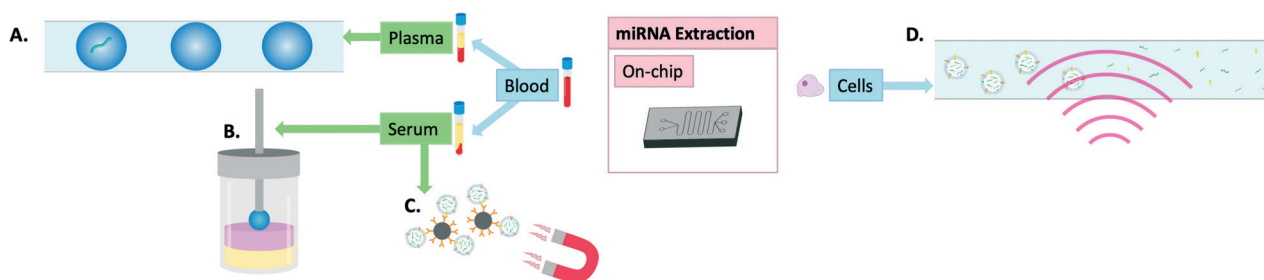 A.
Plasma
Blood
Serum
B.
C.
miRNA Extraction
On-chip
Cells
D.